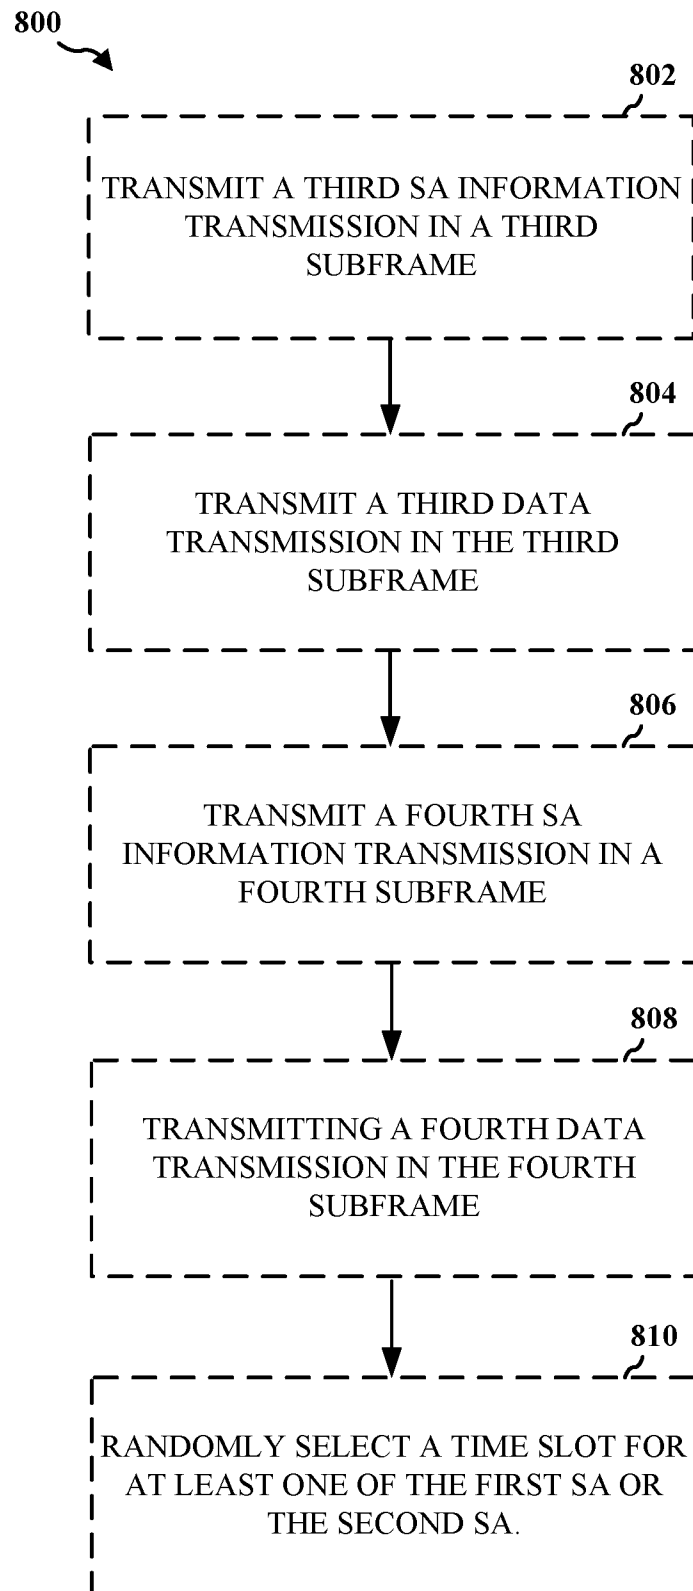 800
802
TRANSMIT A THIRD SA INFORMATION
TRANSMISSION IN A THIRD
SUBFRAME
804
TRANSMIT A THIRD DATA
TRANSMISSION IN THE THIRD
SUBFRAME
806
TRANSMIT A FOURTH SA
INFORMATION TRANSMISSION IN A
FOURTH SUBFRAME
808
TRANSMITTING A FOURTH DATA
TRANSMISSION IN THE FOURTH
SUBFRAME
810
RANDOMLY SELECT A TIME SLOT FOR
AT LEAST ONE OF THE FIRST SA OR
THE SECOND SA.